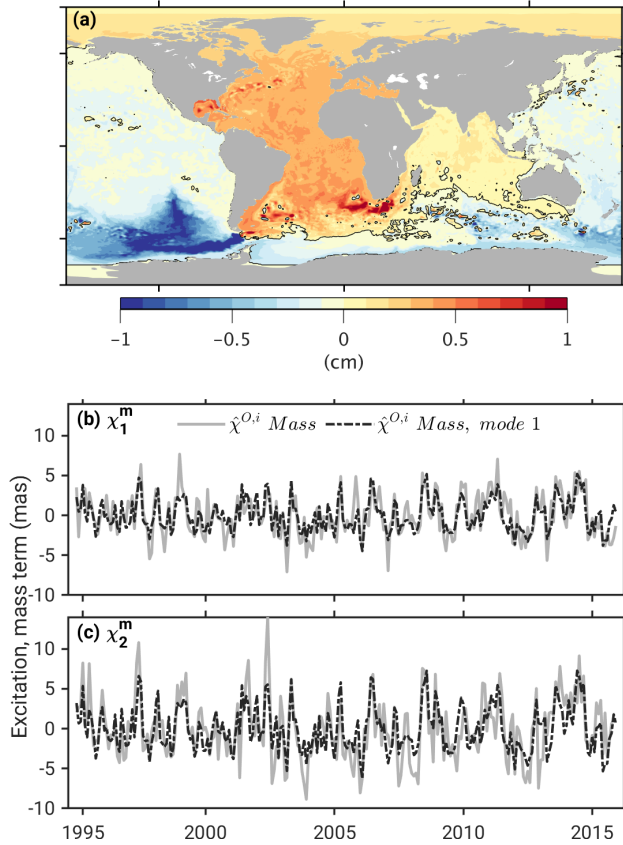 (a)
−1 −0.5 0 0.5 1
(cm)
(b) χ₁ᵐ
χ̂^{O,i} Mass
χ̂^{O,i} Mass, mode 1
10
5
0
-5
-10
(c) χ₂ᵐ
10
5
0
-5
-10
Excitation, mass term (mas)
1995 2000 2005 2010 2015